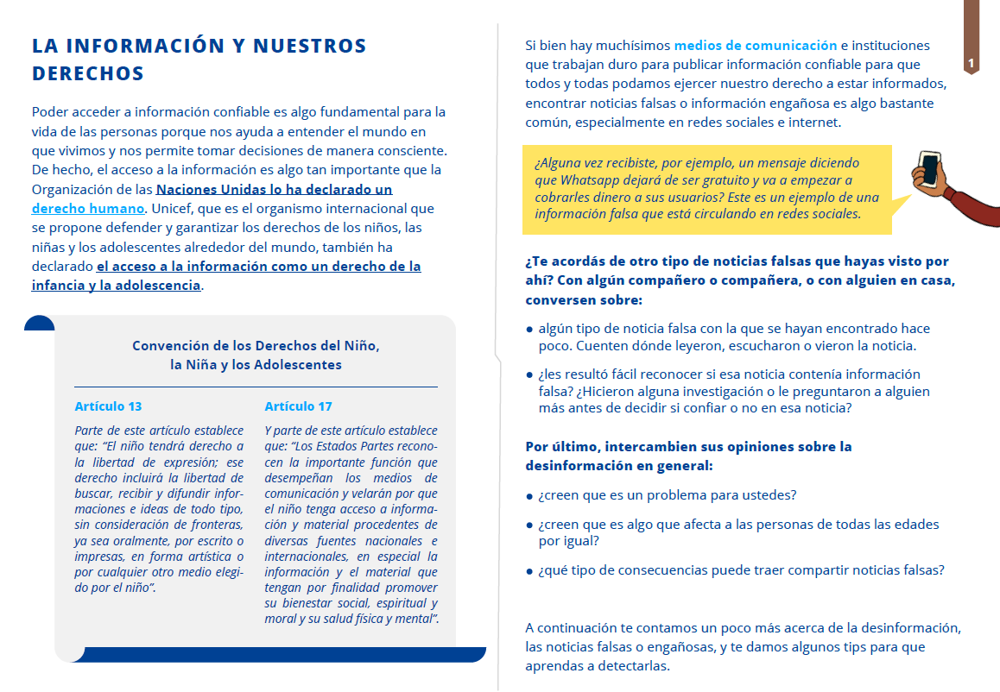 LA INFORMACIÓN Y NUESTROS
DERECHOS
Poder acceder a información confiable es algo fundamental para la
vida de las personas porque nos ayuda a entender el mundo en
que vivimos y nos permite tomar decisiones de manera consciente.
De hecho, el acceso a la información es algo tan importante que la
Organización de las Naciones Unidas lo ha declarado un
derecho humano. Unicef, que es el organismo internacional que
se propone defender y garantizar los derechos de los niños, las
niñas y los adolescentes alrededor del mundo, también ha
declarado el acceso a la información como un derecho de la
infancia y la adolescencia.
Convención de los Derechos del Niño,
la Niña y los Adolescentes
Artículo 13
Parte de este artículo establece
que: “El niño tendrá derecho a
la libertad de expresión; ese
derecho incluirá la libertad de
buscar, recibir y difundir infor-
maciones e ideas de todo tipo,
sin consideración de fronteras,
ya sea oralmente, por escrito o
impresas, en forma artística o
por cualquier otro medio elegi-
do por el niño”.
Artículo 17
Y parte de este artículo establece
que: “Los Estados Partes recono-
cen la importante función que
desempeñan los medios de
comunicación y velarán por que
el niño tenga acceso a informa-
ción y material procedentes de
diversas fuentes nacionales e
internacionales, en especial la
información y el material que
tengan por finalidad promover
su bienestar social, espiritual y
moral y su salud física y mental”.
Si bien hay muchísimos medios de comunicación e instituciones
que trabajan duro para publicar información confiable para que
todos y todas podamos ejercer nuestro derecho a estar informados,
encontrar noticias falsas o información engañosa es algo bastante
común, especialmente en redes sociales e internet.
1
¿Alguna vez recibiste, por ejemplo, un mensaje diciendo
que Whatsapp dejará de ser gratuito y va a empezar a
cobrarles dinero a sus usuarios? Este es un ejemplo de una
información falsa que está circulando en redes sociales.
¿Te acordás de otro tipo de noticias falsas que hayas visto por
ahí? Con algún compañero o compañera, o con alguien en casa,
conversen sobre:
● algún tipo de noticia falsa con la que se hayan encontrado hace
poco. Cuenten dónde leyeron, escucharon o vieron la noticia.
● ¿les resultó fácil reconocer si esa noticia contenía información
falsa? ¿Hicieron alguna investigación o le preguntaron a alguien
más antes de decidir si confiar o no en esa noticia?
Por último, intercambien sus opiniones sobre la
desinformación en general:
● ¿creen que es un problema para ustedes?
● ¿creen que es algo que afecta a las personas de todas las edades
por igual?
● ¿qué tipo de consecuencias puede traer compartir noticias falsas?
A continuación te contamos un poco más acerca de la desinformación,
las noticias falsas o engañosas, y te damos algunos tips para que
aprendas a detectarlas.